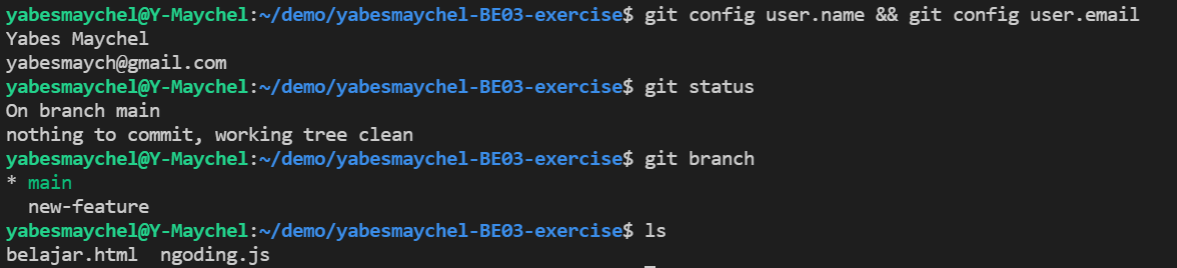 yabesmaychel@Y-Maychel:~/demo/yabesmaychel-BE03-exercise$ git config user.name && git config user.email
Yabes Maychel
yabesmaych@gmail.com
yabesmaychel@Y-Maychel:~/demo/yabesmaychel-BE03-exercise$ git status
On branch main
nothing to commit, working tree clean
yabesmaychel@Y-Maychel:~/demo/yabesmaychel-BE03-exercise$ git branch
* main
  new-feature
yabesmaychel@Y-Maychel:~/demo/yabesmaychel-BE03-exercise$ ls
belajar.html  ngoding.js